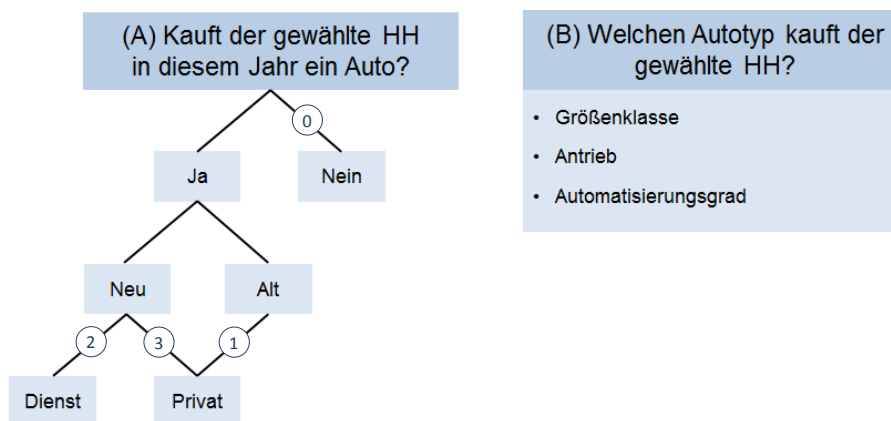 (A) Kauft der gewählte HH
in diesem Jahr ein Auto?
0
Ja
Nein
Neu
Alt
2
3
1
Dienst
Privat
(B) Welchen Autotyp kauft der
gewählte HH?
• Größenklasse
• Antrieb
• Automatisierungsgrad